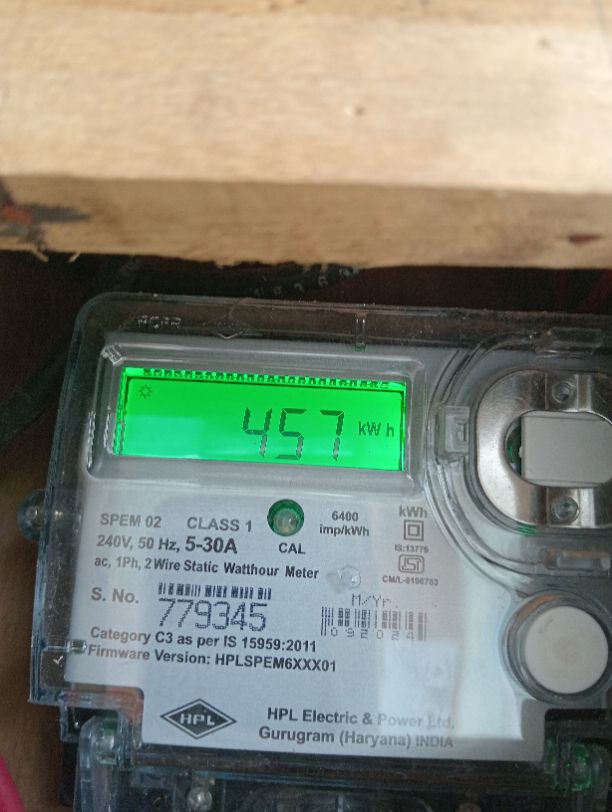 457 kWh
SPEM 02 CLASS 1
6400
imp/kWh
kWh
240V, 50 Hz, 5-30A
CAL
IS:13779
ac, 1Ph, 2 Wire Static Watthour Meter
CM/L-9190783
S. No.
779345
M/Yr.
Category C3 as per IS 15959:2011
Firmware Version: HPLSPEM6XXX01
HPL
HPL Electric & Power Ltd.
Gurugram (Haryana) INDIA